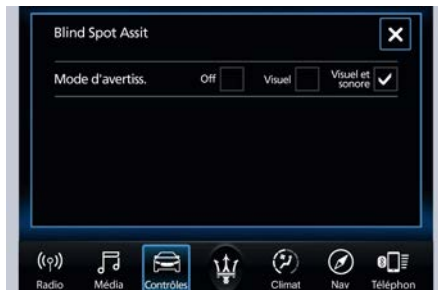 Blind Spot Assit
Mode d'avertiss. Off Visuel Visuel et sonore
Radio Média Contrôles Climat Nav Téléphon